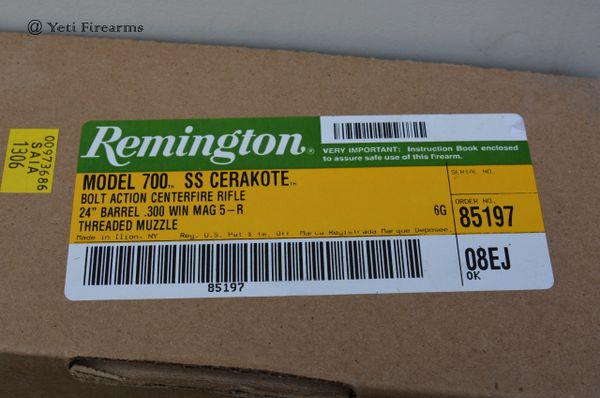 @ Yeti Firearms
00973686
SAIA
1306
Remington®
VERY IMPORTANT: Instruction Book enclosed
to assure safe use of this firearm.
MODEL 700™ SS CERAKOTE™
BOLT ACTION CENTERFIRE RIFLE
24" BARREL .300 WIN MAG 5-R
6G
THREADED MUZZLE
Made in Ilion, NY Reg. U.S. Pat & tm. Off. Marca Registrada Marque Deposee.
SERIAL NO.
ORDER NO.
85197
08EJ
OK
85197